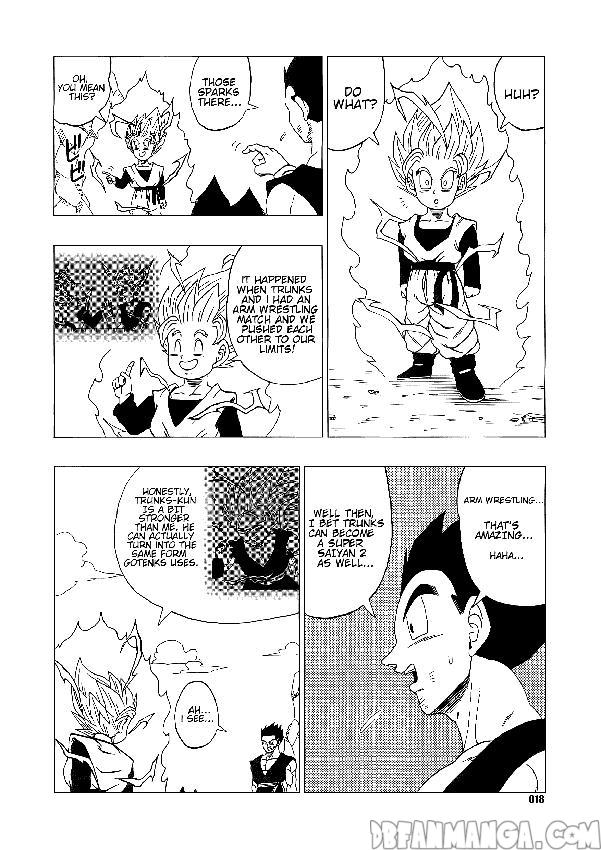 HUH?
DO
WHAT?
THOSE
SPARKS
THERE...
OH,
YOU MEAN
THIS?
ビビ
IT HAPPENED
WHEN TRUNKS
AND I HAD AN
ARM WRESTLING
MATCH AND WE
PUSHED EACH
OTHER TO OUR
LIMITS!
ARM WRESTLING...
THAT'S
AMAZING...
HAHA...
WELL THEN,
I BET TRUNKS
CAN BECOME
A SUPER
SAIYAN 2
AS WELL...
HONESTLY,
TRUNKS-KUN
IS A BIT
STRONGER
THAN ME. HE
CAN ACTUALLY
TURN INTO THE
SAME FORM
GOTENKS USES.
AH...
I SEE...
018
DBFANMANGA.COM